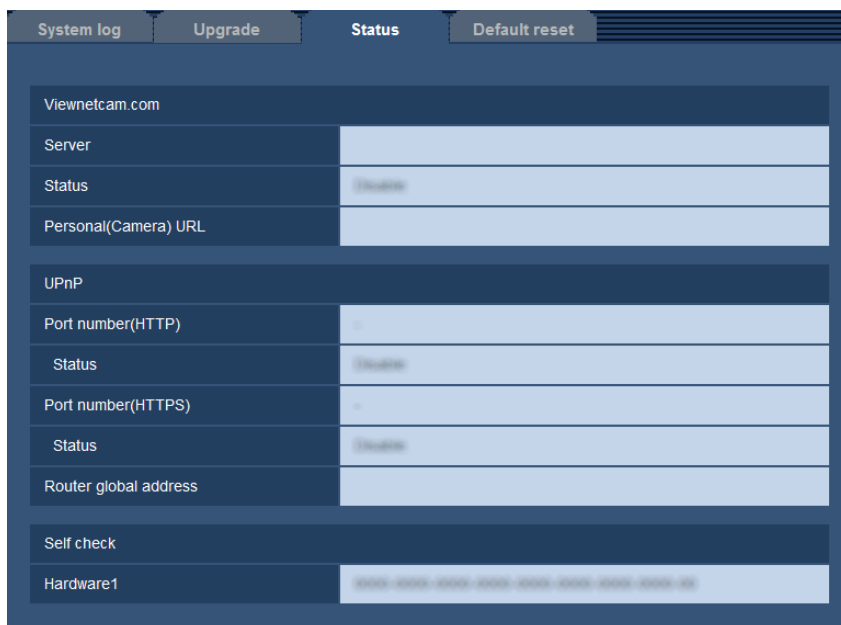 System log Upgrade Status Default reset
Viewnetcam.com
Server
Status
Personal(Camera) URL
UPnP
Port number(HTTP) -
Status
Port number(HTTPS) -
Status
Router global address
Self check
Hardware1